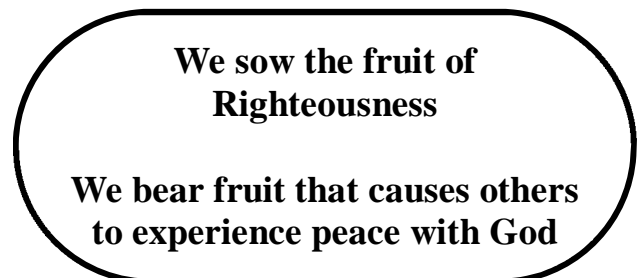 We sow the fruit of
Righteousness
We bear fruit that causes others
to experience peace with God